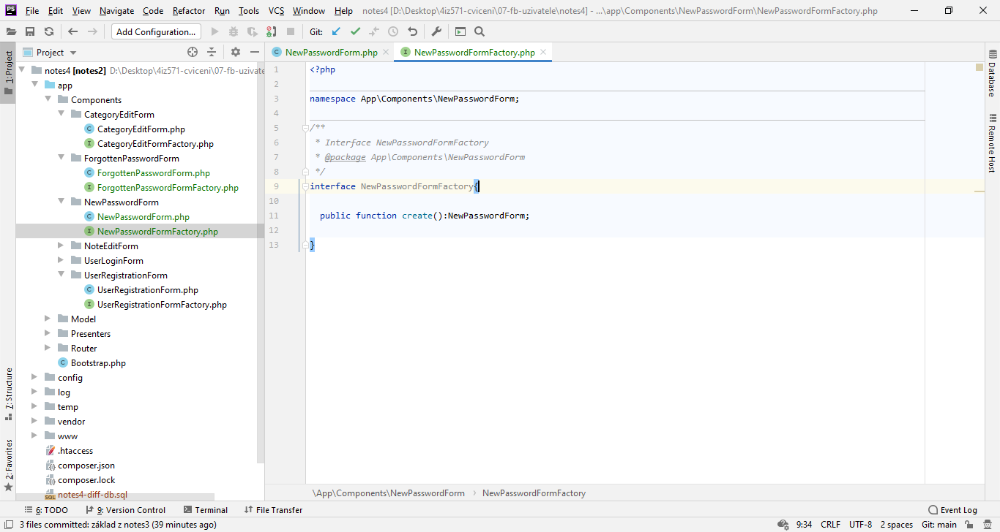 PS File Edit View Navigate Code Refactor Run Tools VCS Window Help notes4 [D:\Desktop\4iz571-cviceni\07-fb-uzivatele\notes4] - ...\app\Components\NewPasswordForm\NewPasswordFormFactory.php
Add Configuration... Git:
Project
C NewPasswordForm.php
I NewPasswordFormFactory.php
1: Project
7: Structure
2: Favorites
notes4 [notes2] D:\Desktop\4iz571-cviceni\07-fb-uzivate
app
Components
CategoryEditForm
C CategoryEditForm.php
I CategoryEditFormFactory.php
ForgottenPasswordForm
C ForgottenPasswordForm.php
I ForgottenPasswordFormFactory.php
NewPasswordForm
C NewPasswordForm.php
I NewPasswordFormFactory.php
NoteEditForm
UserLoginForm
UserRegistrationForm
C UserRegistrationForm.php
I UserRegistrationFormFactory.php
Model
Presenters
Router
C Bootstrap.php
config
log
temp
vendor
www
.htaccess
composer.json
composer.lock
SQL notes4-diff-db.sql
1 <?php
2
3 namespace App\Components\NewPasswordForm;
4
5 /**
6 * Interface NewPasswordFormFactory
7 * @package App\Components\NewPasswordForm
8 */
9 interface NewPasswordFormFactory{
10
11 public function create():NewPasswordForm;
12
13 }
Database
Remote Host
\App\Components\NewPasswordForm › NewPasswordFormFactory
6: TODO 9: Version Control Terminal File Transfer Event Log
3 files committed: základ z notes3 (39 minutes ago) 9:34 CRLF UTF-8 2 spaces Git: main